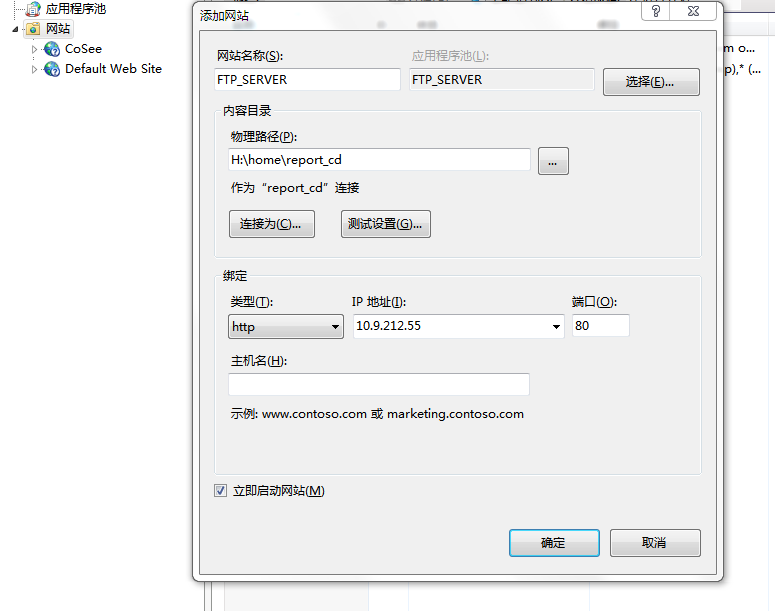 应用程序池
网站
CoSee
Default Web Site
添加网站
网站名称(S):
应用程序池(L):
FTP_SERVER
FTP_SERVER
选择(E)...
内容目录
物理路径(P):
H:\home\report_cd
...
作为“report_cd”连接
连接为(C)...
测试设置(G)...
绑定
类型(T):
IP 地址(I):
端口(O):
http
10.9.212.55
80
主机名(H):
示例: www.contoso.com 或 marketing.contoso.com
立即启动网站(M)
确定
取消
m o...
p),* (...